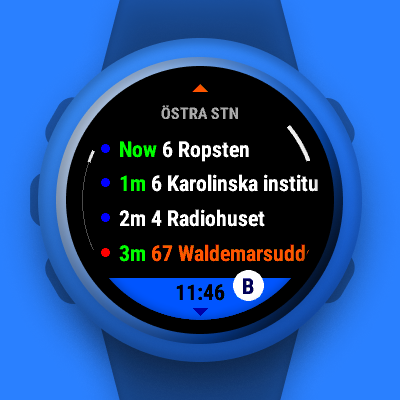 ÖSTRA STN
Now 6 Ropsten
1m 6 Karolinska institu
2m 4 Radiohuset
3m 67 Waldemarsudd
11:46 B